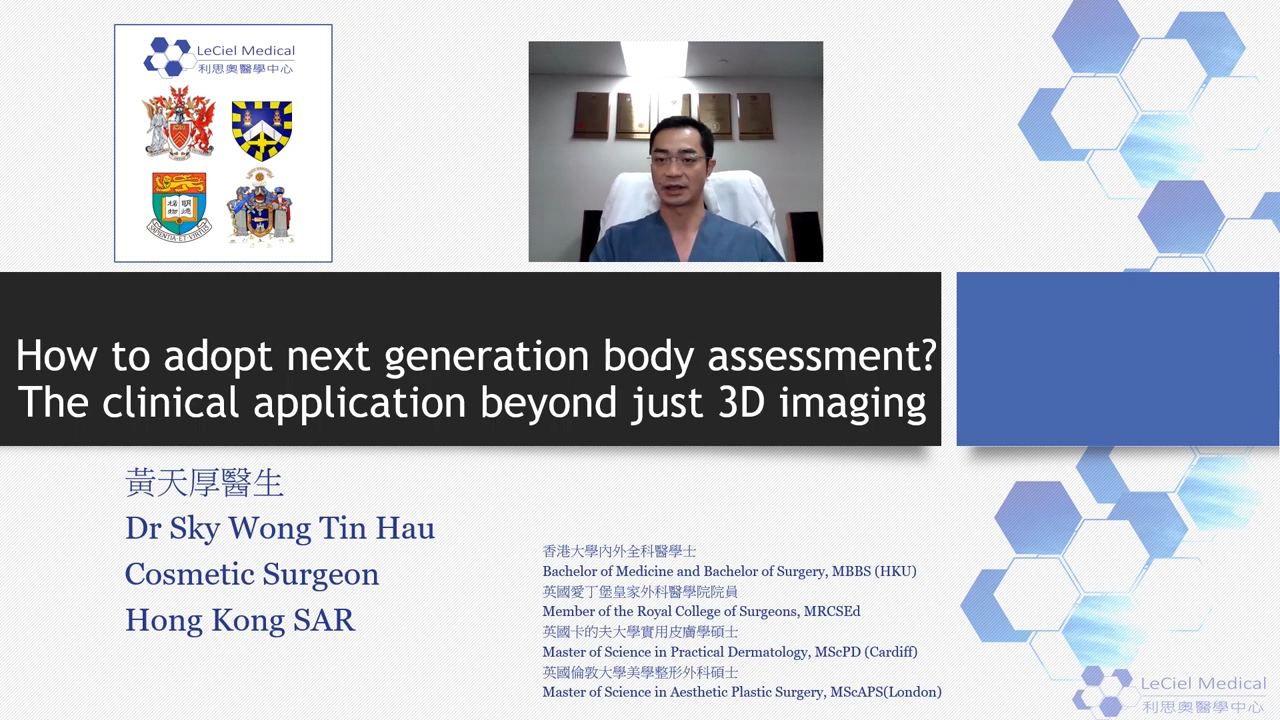 LeCiel Medical
利思奧醫學中心
SAPIENTIA ET VIRTUS
How to adopt next generation body assessment?
The clinical application beyond just 3D imaging
黃天厚醫生
Dr Sky Wong Tin Hau
Cosmetic Surgeon
Hong Kong SAR
香港大學內外全科醫學士
Bachelor of Medicine and Bachelor of Surgery, MBBS (HKU)
英國愛丁堡皇家外科醫學院院員
Member of the Royal College of Surgeons, MRCSEd
英國卡的夫大學實用皮膚學碩士
Master of Science in Practical Dermatology, MScPD (Cardiff)
英國倫敦大學美學整形外科碩士
Master of Science in Aesthetic Plastic Surgery, MScAPS(London)
LeCiel Medical
利思奧醫學中心